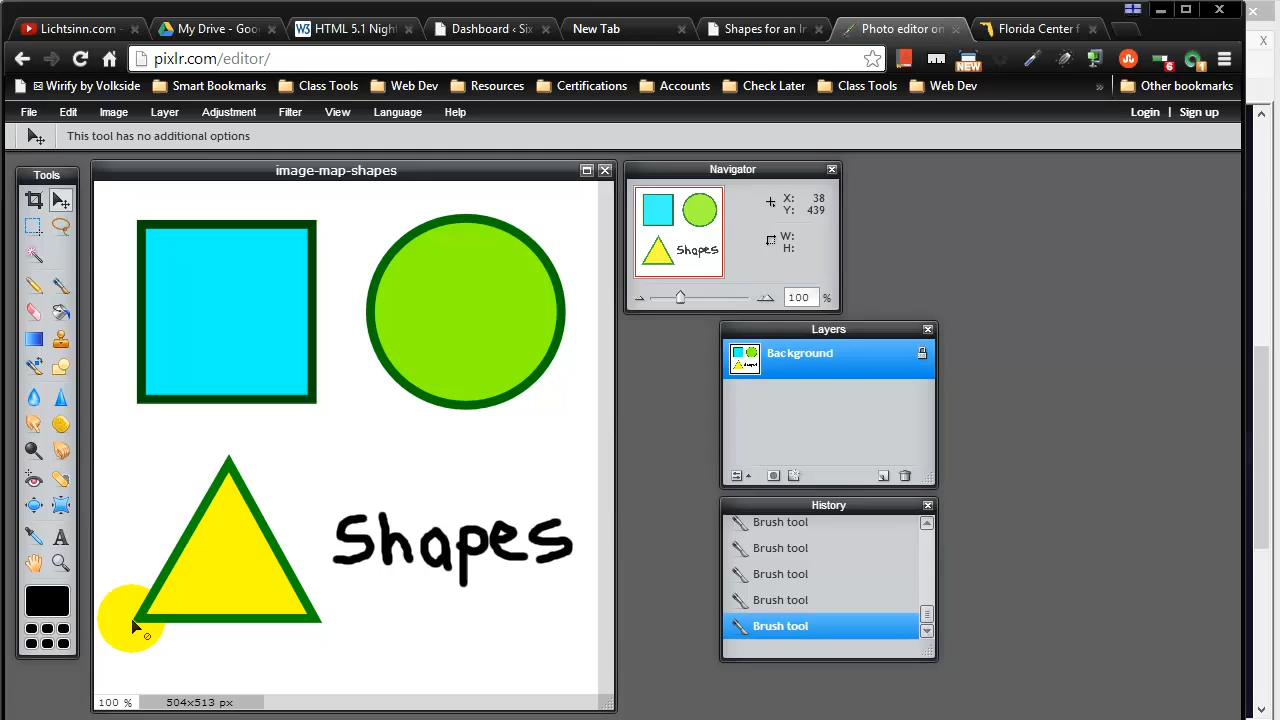 Lichtsinn.com - My Drive - Goo HTML 5.1 Nigh Dashboard ‹ Six New Tab Shapes for an Ir Photo editor on Florida Center f
pixlr.com/editor/ NEW 6 1
Wirify by Volkside Smart Bookmarks Class Tools Web Dev Resources Certifications Accounts Check Later Class Tools Web Dev » Other bookmarks
File Edit Image Layer Adjustment Filter View Language Help Login | Sign up
This tool has no additional options
Tools
image-map-shapes
Navigator
X: 38
Y: 439
W:
H:
100 %
Layers
Background
Shapes
History
Brush tool
Brush tool
Brush tool
Brush tool
Brush tool
100 % 504x513 px